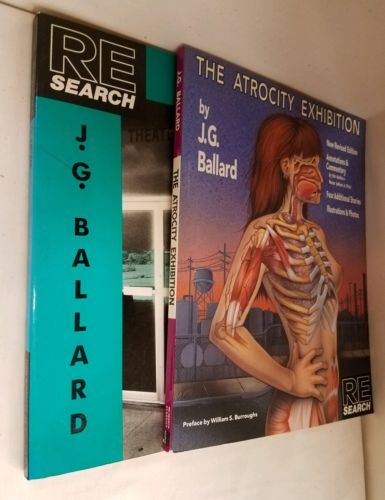 RE
SEARCH
J.G. BALLARD
THEAT
J.G. BALLARD
THE ATROCITY EXHIBITION
THE ATROCITY EXHIBITION
by
J.G.
Ballard
New Revised Edition
Annotations &
Commentary
Four Additional Stories
Illustrations & Photos
Preface by William S. Burroughs
RE
SEARCH